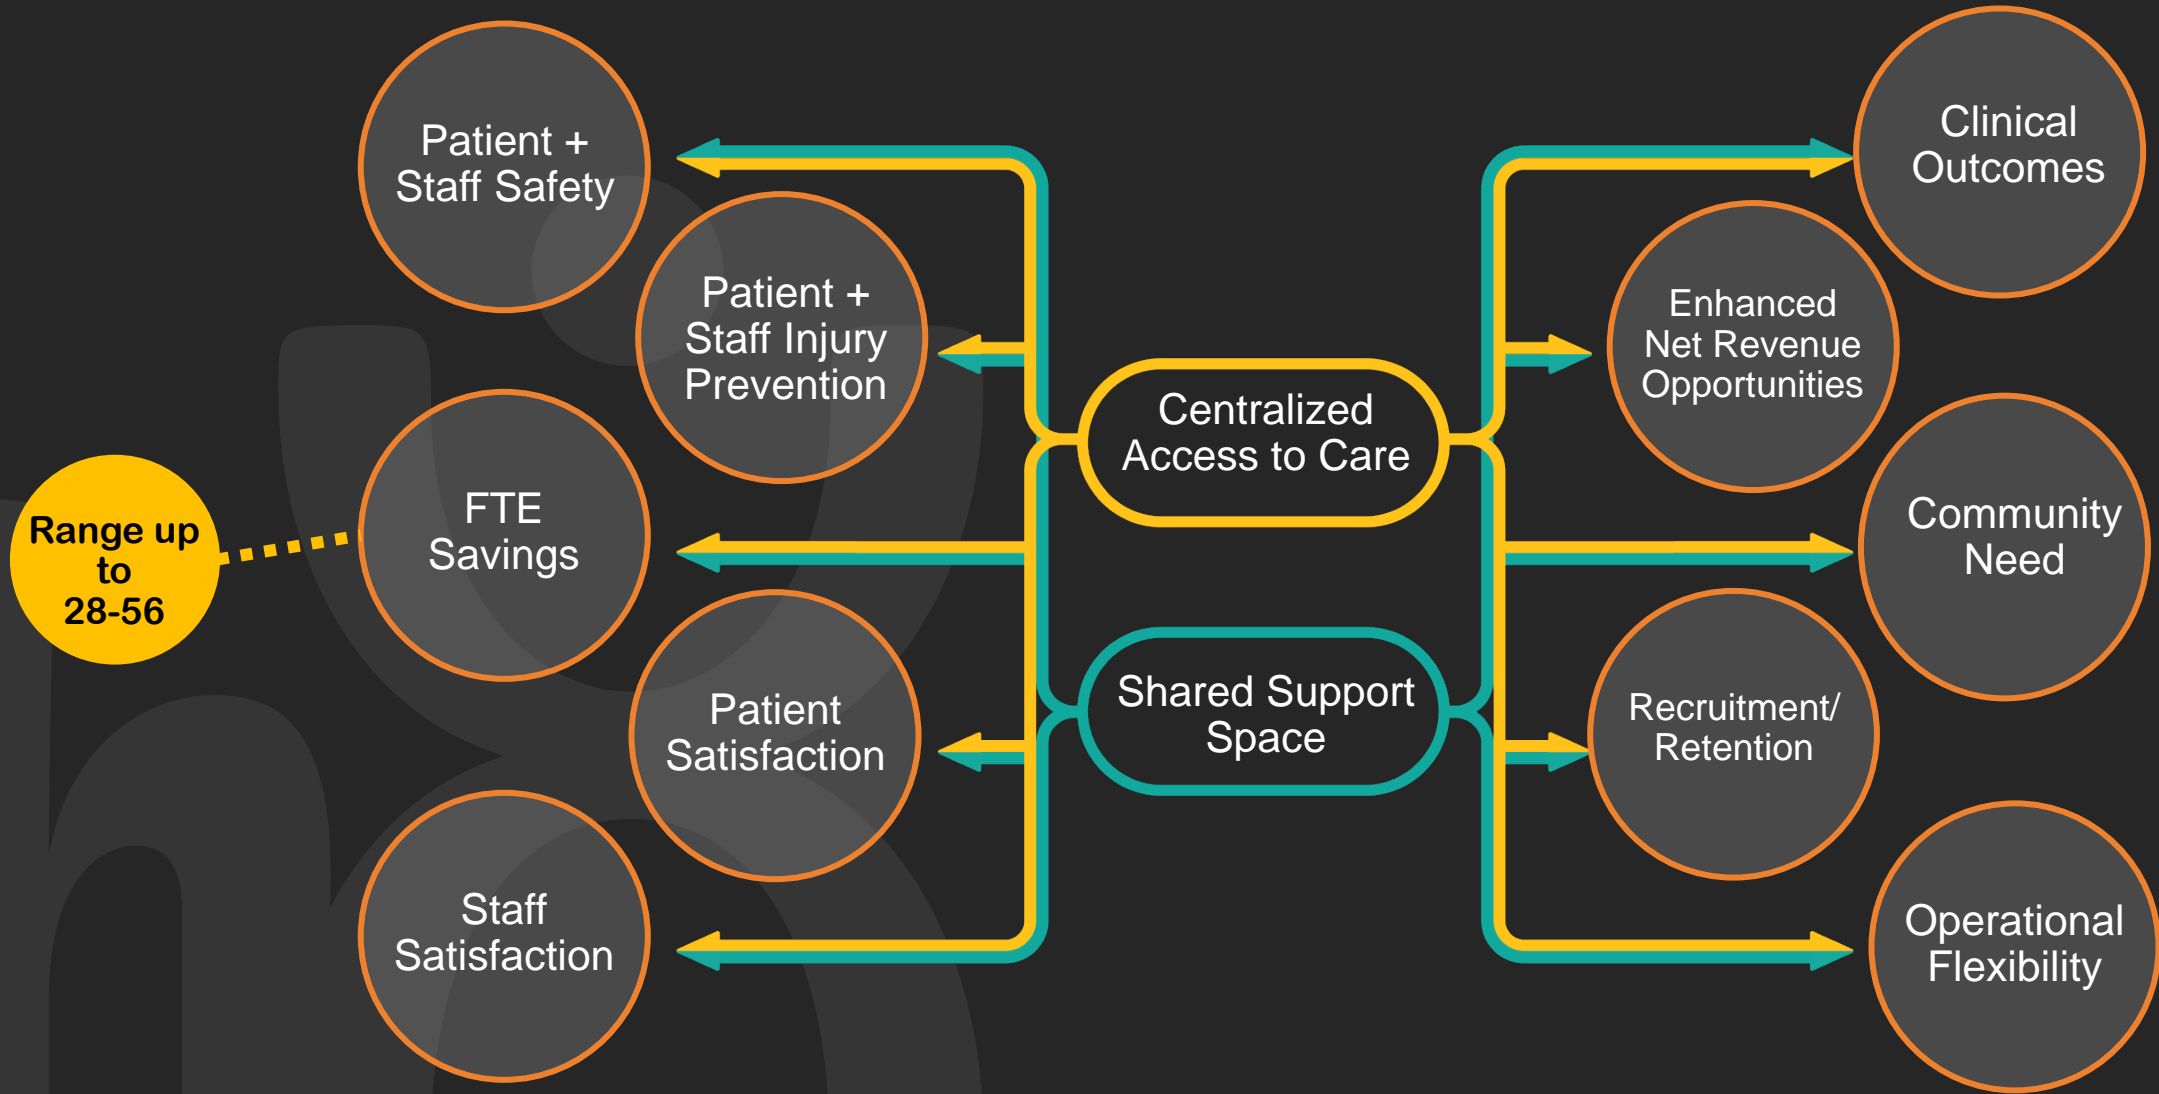 Patient +
Staff Safety
Patient +
Staff Injury
Prevention
FTE
Savings
Range up
to
28-56
Patient
Satisfaction
Staff
Satisfaction
Centralized
Access to Care
Shared Support
Space
Clinical
Outcomes
Enhanced
Net Revenue
Opportunities
Community
Need
Recruitment/
Retention
Operational
Flexibility